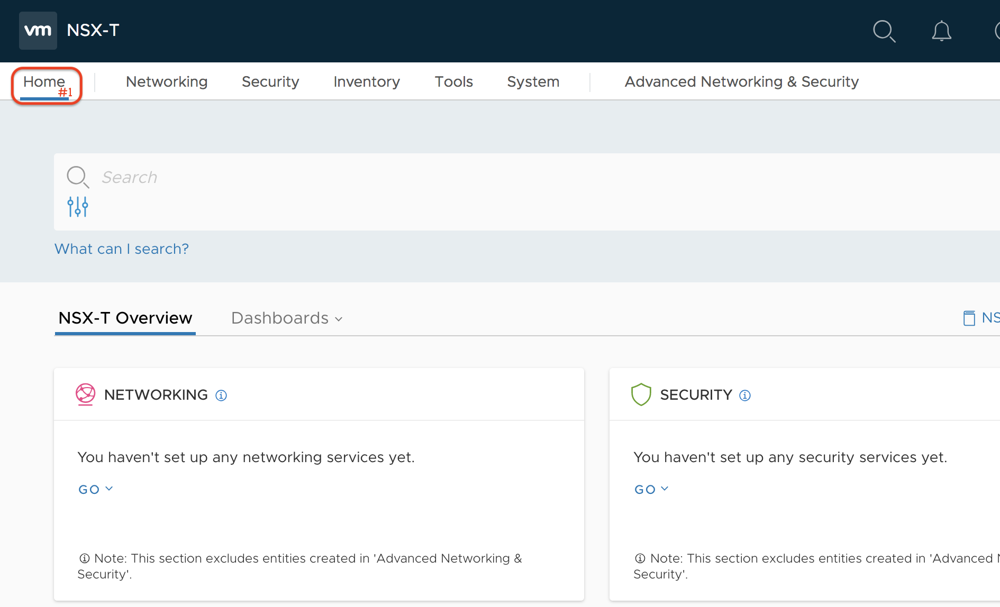 vm NSX-T
Home #1 Networking Security Inventory Tools System Advanced Networking & Security
Search
What can I search?
NSX-T Overview Dashboards NS
NETWORKING
You haven't set up any networking services yet.
GO
Note: This section excludes entities created in 'Advanced Networking &
Security'.
SECURITY
You haven't set up any security services yet.
GO
Note: This section excludes entities created in 'Advanced
Security'.